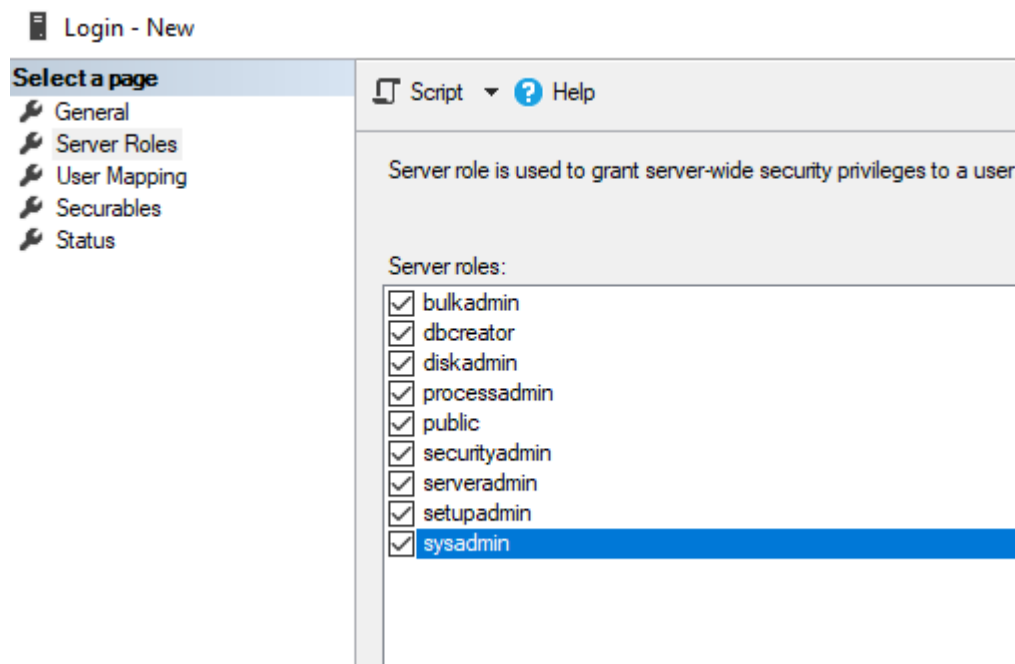 Login - New
Select a page
General
Server Roles
User Mapping
Securables
Status
Script
Help
Server role is used to grant server-wide security privileges to a user
Server roles:
bulkadmin
dbcreator
diskadmin
processadmin
public
securityadmin
serveradmin
setupadmin
sysadmin